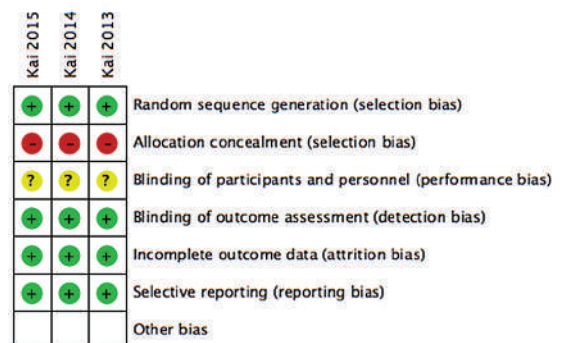 Kai 2015
Kai 2014
Kai 2013
+ + + Random sequence generation (selection bias)
- - - Allocation concealment (selection bias)
? ? ? Blinding of participants and personnel (performance bias)
+ + + Blinding of outcome assessment (detection bias)
+ + + Incomplete outcome data (attrition bias)
+ + + Selective reporting (reporting bias)
Other bias